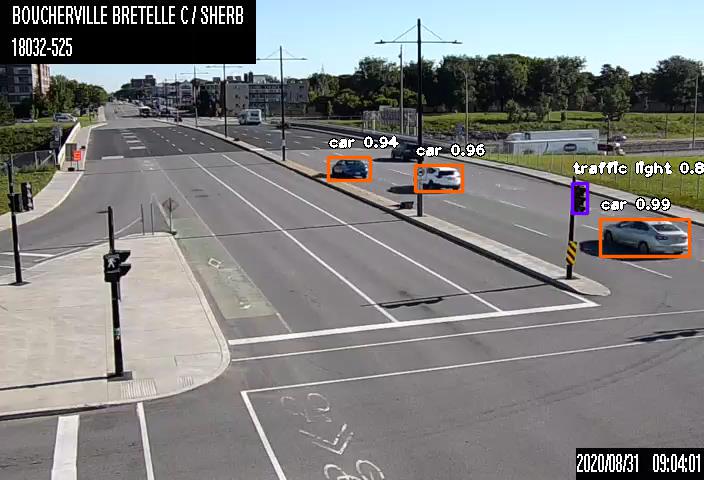 BOUCHERVILLE BRETELLE C / SHERB
18032-525
car 0.94
car 0.96
traffic light 0.8
car 0.99
2020/08/31 09:04:01